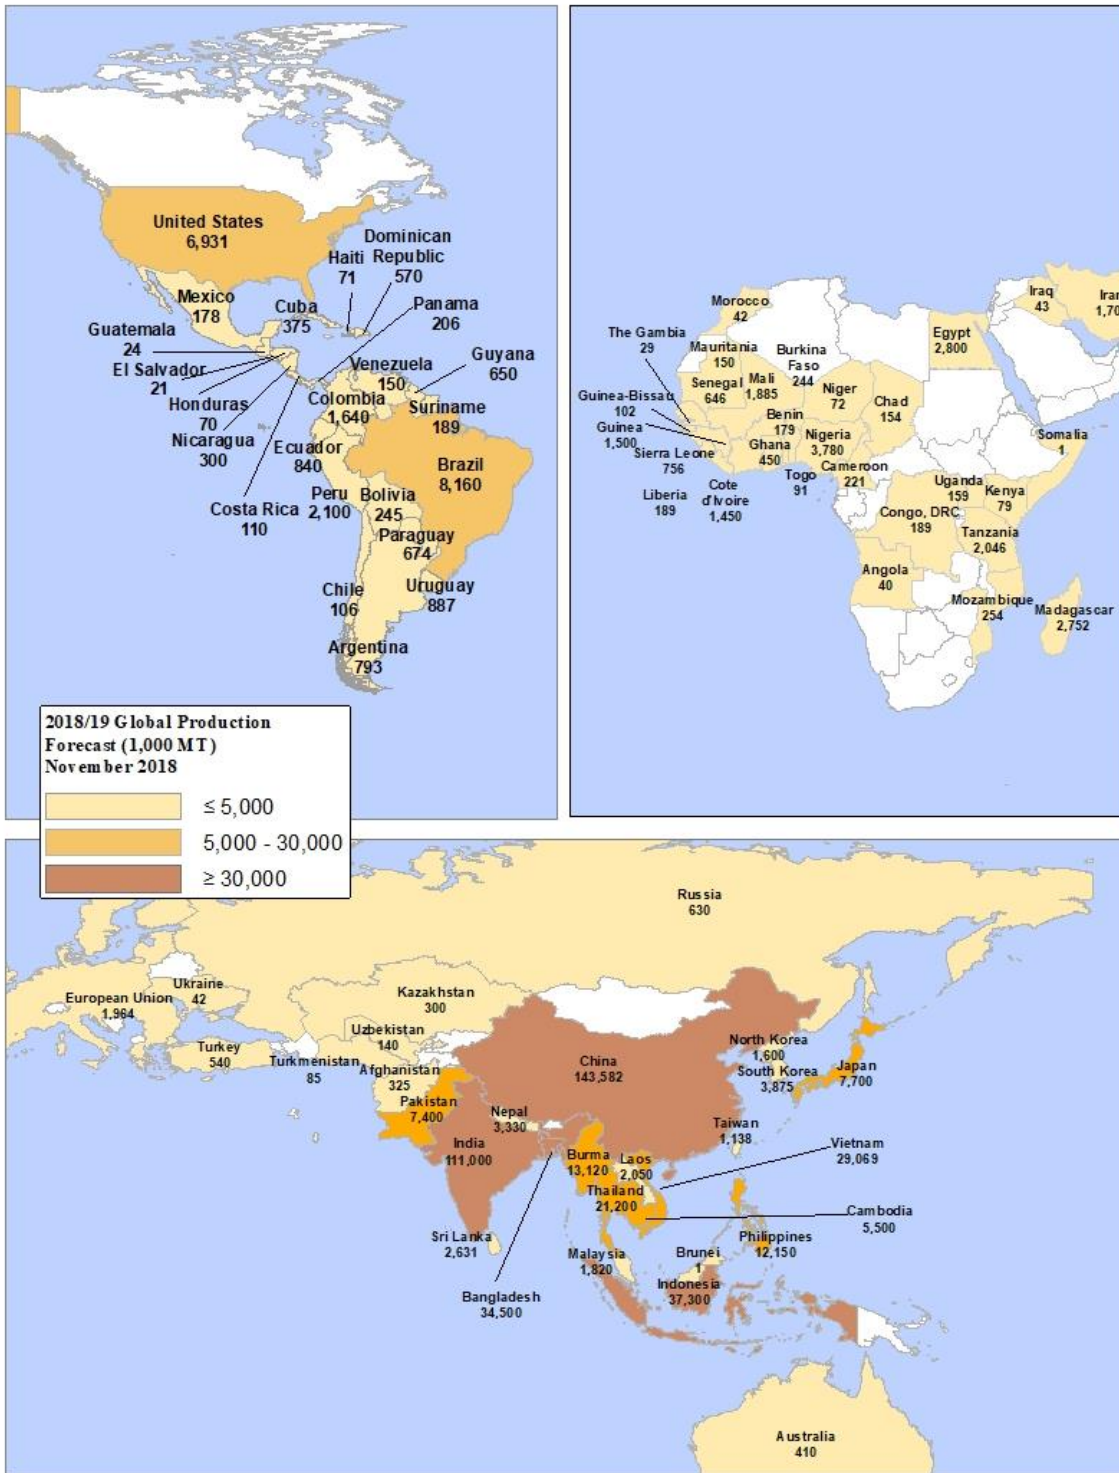 United States
6,931
Dominican
Republic
570
Haiti
71
Mexico
178
Cuba
375
Panama
206
Guatemala
24
El Salvador
21
Venezuela
150
Guyana
650
Honduras
70
Colombia
1,640
Suriname
189
Nicaragua
300
Ecuador
840
Brazil
8,160
Costa Rica
110
Peru
2,100
Bolivia
245
Paraguay
674
Chile
106
Uruguay
887
Argentina
793
2018/19 Global Production
Forecast (1,000 MT)
November 2018
≤ 5,000
5,000 - 30,000
≥ 30,000
Morocco
42
Iraq
43
Iran
1,70
The Gambia
29
Egypt
2,800
Mauritania
150
Burkina
Faso
244
Senegal
646
Mali
1,885
Niger
72
Chad
154
Guinea-Bissau
102
Guinea
1,500
Benin
179
Nigeria
3,780
Somalia
1
Sierra Leone
756
Ghana
450
Togo
91
Cameroon
221
Liberia
189
Cote
d'Ivoire
1,450
Uganda
159
Kenya
79
Congo, DRC
189
Tanzania
2,046
Angola
40
Mozambique
254
Madagascar
2,752
Russia
630
Ukraine
42
European Union
1,964
Kazakhstan
300
Uzbekistan
140
Turkey
540
Turkmenistan
85
Afghanistan
325
China
143,582
North Korea
1,600
South Korea
3,875
Japan
7,700
Pakistan
7,400
Nepal
3,330
Taiwan
1,138
India
111,000
Burma
13,120
Laos
2,050
Vietnam
29,069
Thailand
21,200
Cambodia
5,500
Sri Lanka
2,631
Malaysia
1,820
Brunei
1
Philippines
12,150
Bangladesh
34,500
Indonesia
37,300
Australia
410